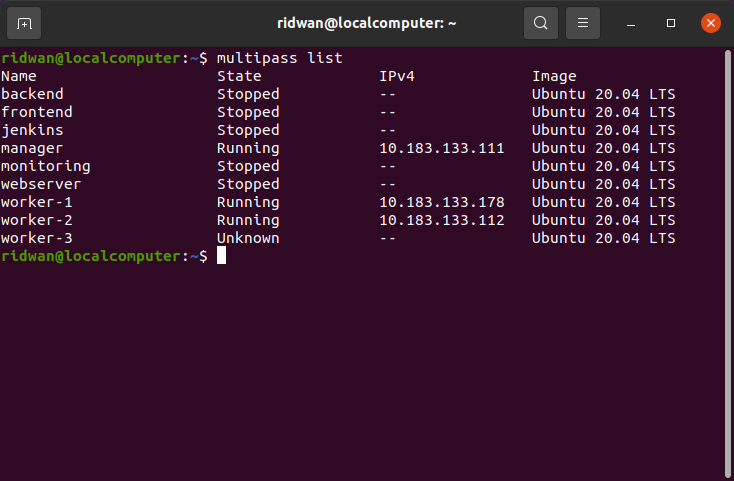 ridwan@localcomputer: ~
ridwan@localcomputer:~$ multipass list
Name                    State             IPv4             Image
backend                 Stopped           --               Ubuntu 20.04 LTS
frontend                Stopped           --               Ubuntu 20.04 LTS
jenkins                 Stopped           --               Ubuntu 20.04 LTS
manager                 Running           10.183.133.111   Ubuntu 20.04 LTS
monitoring              Stopped           --               Ubuntu 20.04 LTS
webserver               Stopped           --               Ubuntu 20.04 LTS
worker-1                Running           10.183.133.178   Ubuntu 20.04 LTS
worker-2                Running           10.183.133.112   Ubuntu 20.04 LTS
worker-3                Unknown           --               Ubuntu 20.04 LTS
ridwan@localcomputer:~$